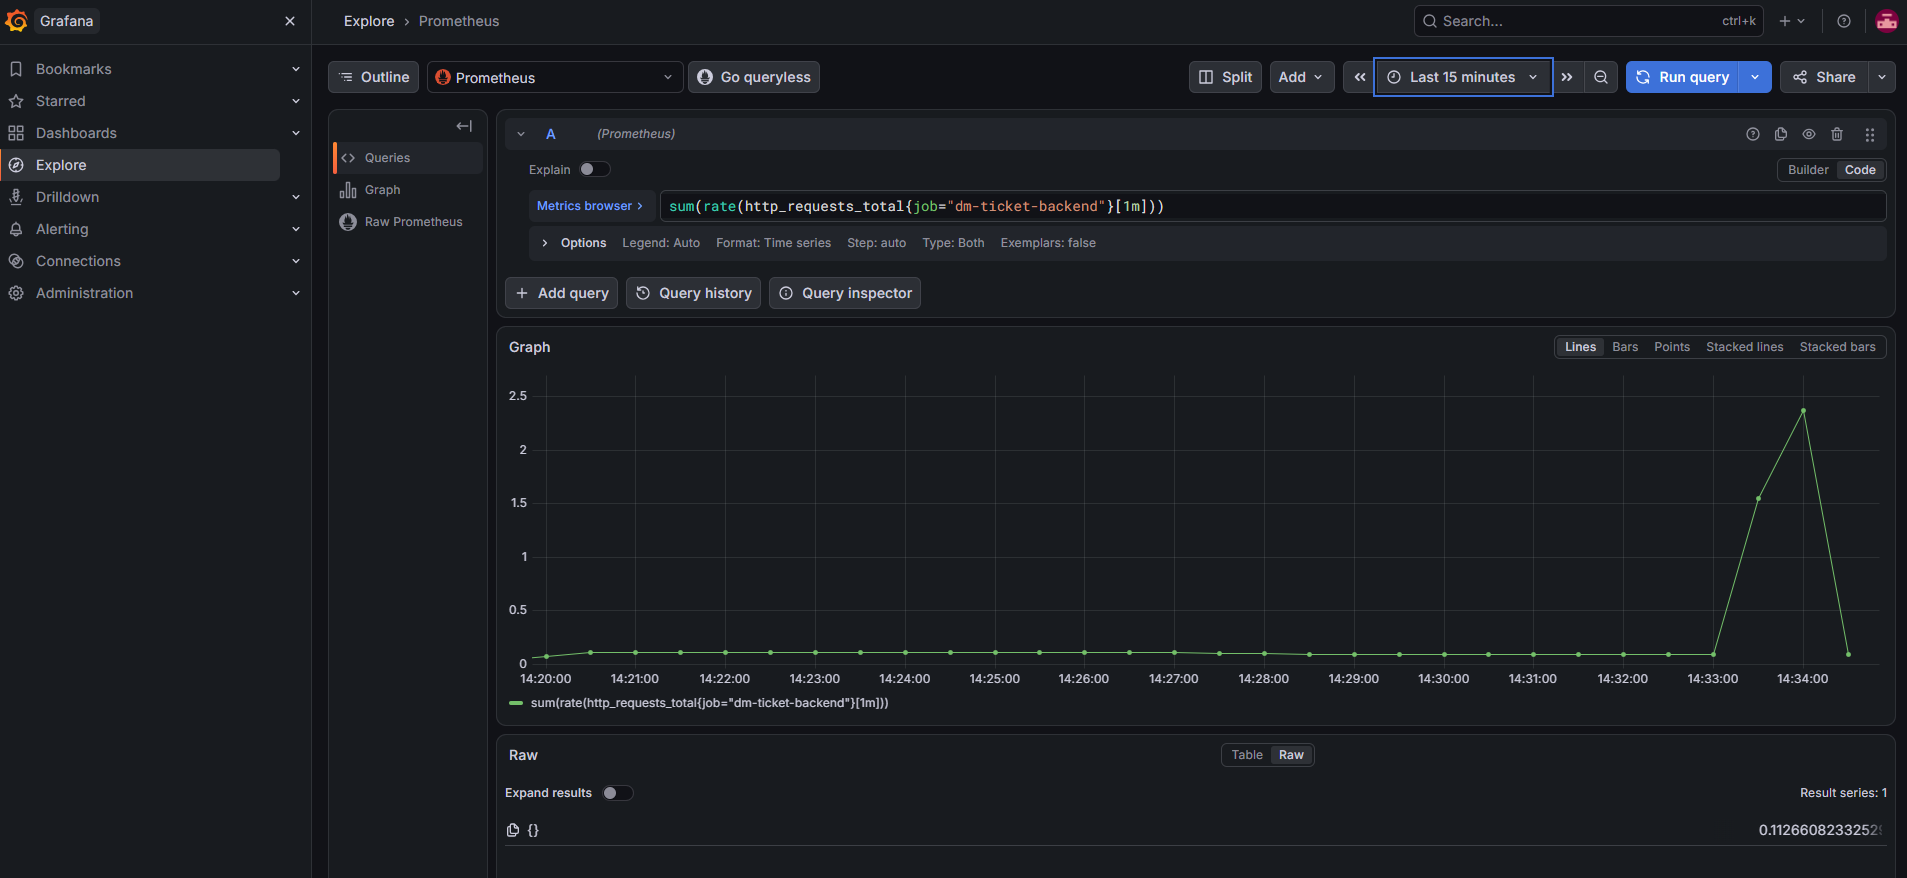 Grafana
Explore › Prometheus
Search...
ctrl+k
Bookmarks
Starred
Dashboards
Explore
Drilldown
Alerting
Connections
Administration
Outline
Prometheus
Go queryless
Split
Add
Last 15 minutes
Run query
Share
Queries
Graph
Raw Prometheus
A
(Prometheus)
Explain
Builder
Code
Metrics browser >
sum(rate(http_requests_total{job="dm-ticket-backend"}[1m]))
Options Legend: Auto Format: Time series Step: auto Type: Both Exemplars: false
+ Add query
Query history
Query inspector
Graph
Lines Bars Points Stacked lines Stacked bars
2.5
2
1.5
1
0.5
0
14:20:00 14:21:00 14:22:00 14:23:00 14:24:00 14:25:00 14:26:00 14:27:00 14:28:00 14:29:00 14:30:00 14:31:00 14:32:00 14:33:00 14:34:00
sum(rate(http_requests_total{job="dm-ticket-backend"}[1m]))
Raw
Table Raw
Expand results
Result series: 1
{}
0.1126608233252